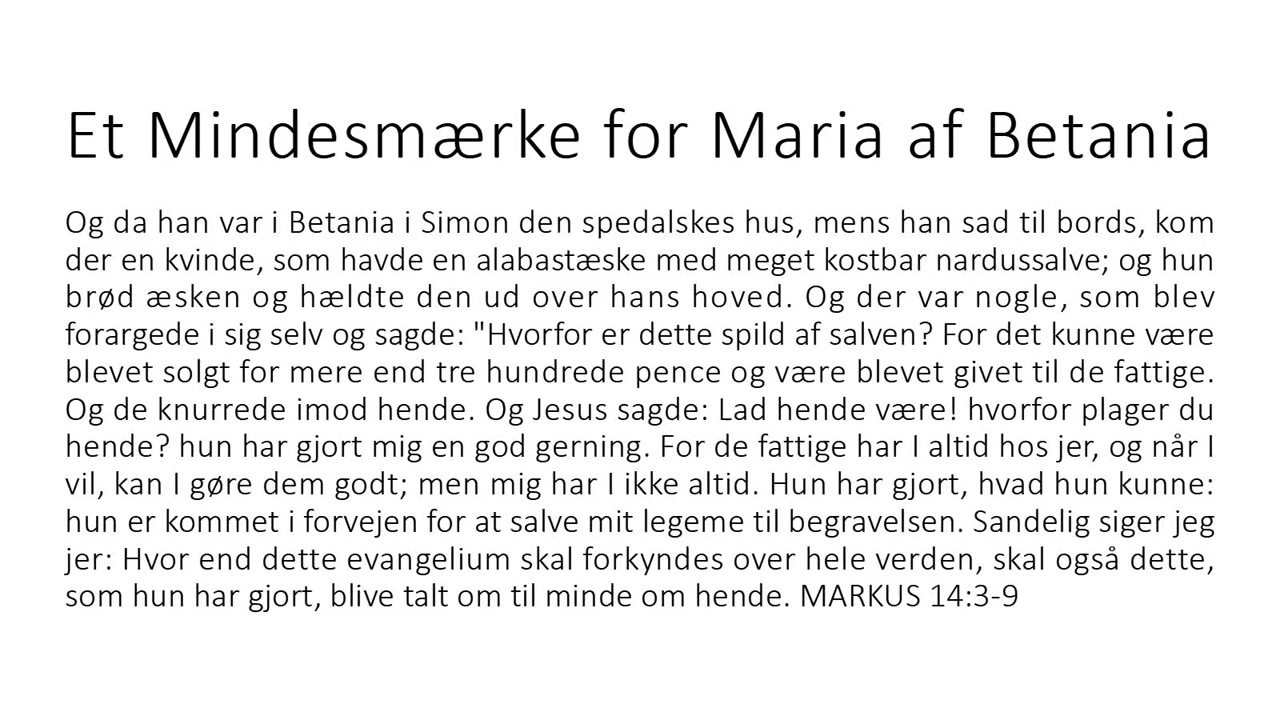 Et Mindesmærke for Maria af Betania
Og da han var i Betania i Simon den spedalskes hus, mens han sad til bords, kom
der en kvinde, som havde en alabastæske med meget kostbar nardussalve; og hun
brød æsken og hældte den ud over hans hoved. Og der var nogle, som blev
forargede i sig selv og sagde: "Hvorfor er dette spild af salven? For det kunne være
blevet solgt for mere end tre hundrede pence og være blevet givet til de fattige.
Og de knurrede imod hende. Og Jesus sagde: Lad hende være! hvorfor plager du
hende? hun har gjort mig en god gerning. For de fattige har I altid hos jer, og når I
vil, kan I gøre dem godt; men mig har I ikke altid. Hun har gjort, hvad hun kunne:
hun er kommet i forvejen for at salve mit legeme til begravelsen. Sandelig siger jeg
jer: Hvor end dette evangelium skal forkyndes over hele verden, skal også dette,
som hun har gjort, blive talt om til minde om hende. MARKUS 14:3-9